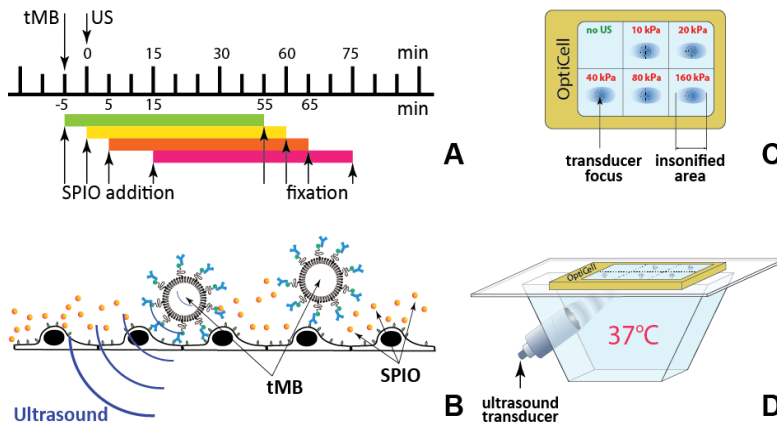 tMB US
0 15 30 45 60 75 min
-5 5 15 55 65 min
SPIO addition fixation
A
OptiCell
no US 10 kPa 20 kPa
40 kPa 80 kPa 160 kPa
transducer
focus
insonified
area
C
tMB
SPIO
Ultrasound
B
OptiCell
37°C
ultrasound
transducer
D